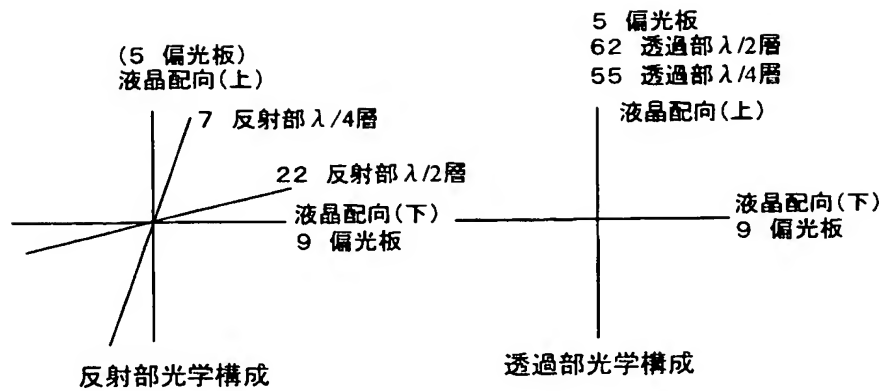 (5 偏光板)
液晶配向(上)
7 反射部λ/4層
22 反射部λ/2層
液晶配向(下)
9 偏光板
反射部光学構成
5 偏光板
62 透過部λ/2層
55 透過部λ/4層
液晶配向(上)
液晶配向(下)
9 偏光板
透過部光学構成